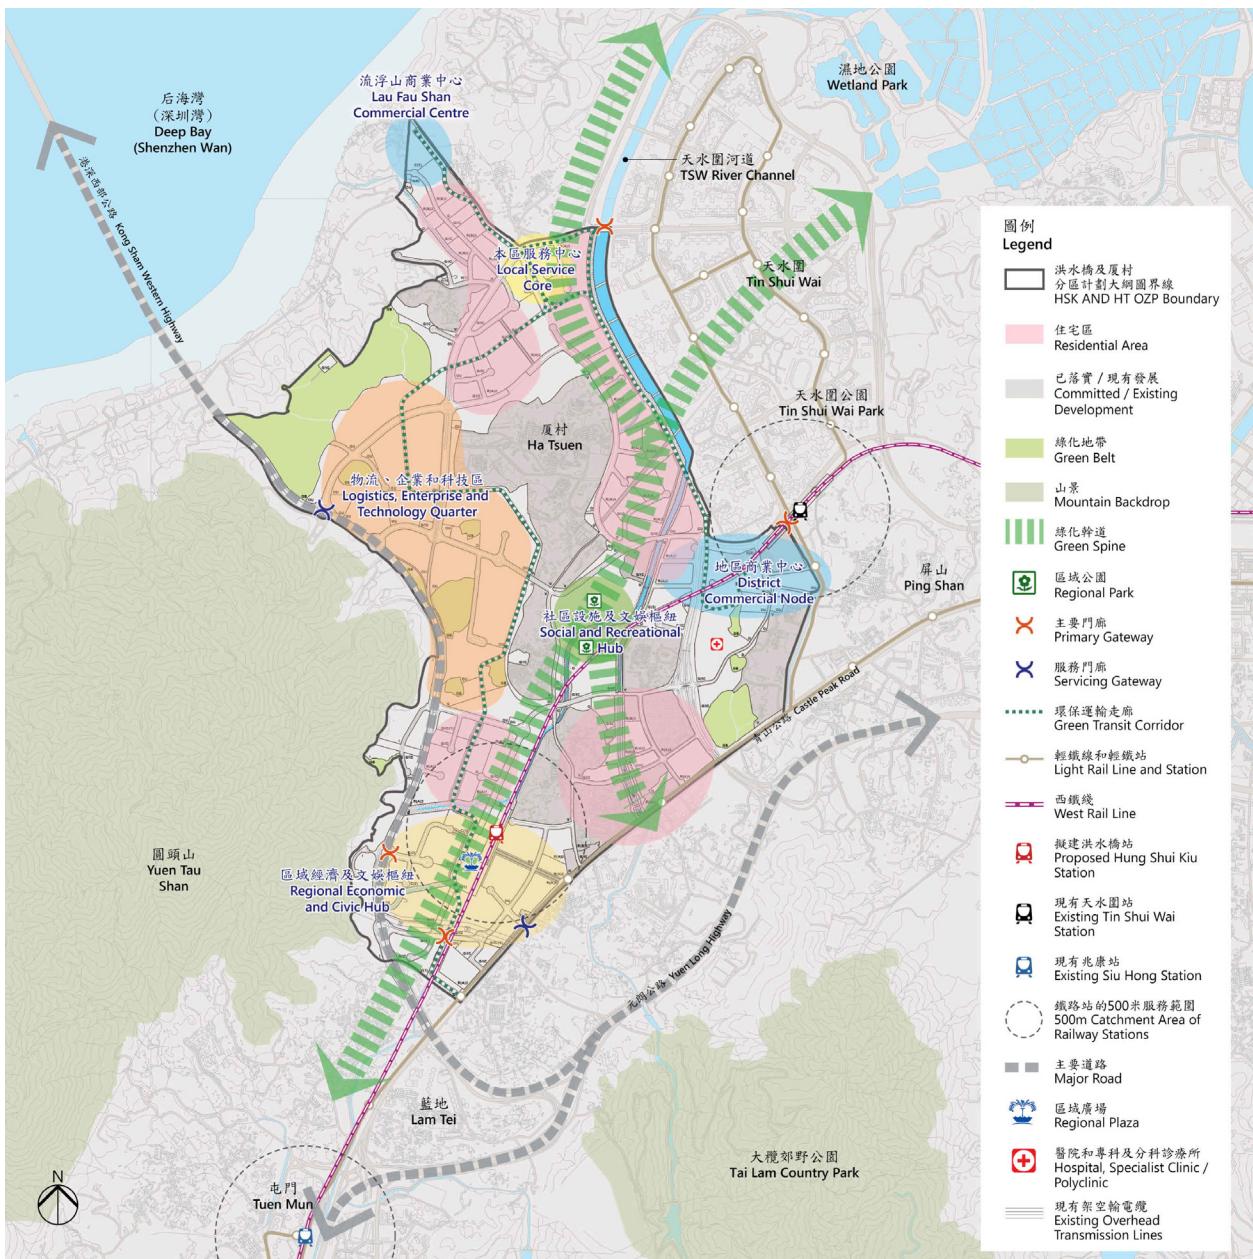 后海灣
(深圳灣)
Deep Bay
(Shenzhen Wan)
流浮山商業中心
Lau Fau Shan
Commercial Centre
濕地公園
Wetland Park
天水圍河道
TSW River Channel
港深西部公路 Kong Sham Western Highway
本區服務中心
Local Service
Core
天水圍
Tin Shui Wai
天水圍公園
Tin Shui Wai Park
厦村
Ha Tsuen
物流、企業和科技區
Logistics, Enterprise and
Technology Quarter
地區商業中心
District
Commercial Node
屏山
Ping Shan
社區設施及文娛樞紐
Social and Recreational
Hub
青山公路 Castle Peak Road
圓頭山
Yuen Tau
Shan
區域經濟及文娛樞紐
Regional Economic
and Civic Hub
元朗公路 Yuen Long Highway
藍地
Lam Tei
大欖郊野公園
Tai Lam Country Park
屯門
Tuen Mun
N
圖例
Legend
洪水橋及厦村
分區計劃大綱圖界線
HSK AND HT OZP Boundary
住宅區
Residential Area
已落實 / 現有發展
Committed / Existing
Development
綠化地帶
Green Belt
山景
Mountain Backdrop
綠化幹道
Green Spine
區域公園
Regional Park
主要門廊
Primary Gateway
服務門廊
Servicing Gateway
環保運輸走廊
Green Transit Corridor
輕鐵線和輕鐵站
Light Rail Line and Station
西鐵綫
West Rail Line
擬建洪水橋站
Proposed Hung Shui Kiu
Station
現有天水圍站
Existing Tin Shui Wai
Station
現有兆康站
Existing Siu Hong Station
鐵路站的500米服務範圍
500m Catchment Area of
Railway Stations
主要道路
Major Road
區域廣場
Regional Plaza
醫院和專科及分科診療所
Hospital, Specialist Clinic /
Polyclinic
現有架空輸電纜
Existing Overhead
Transmission Lines